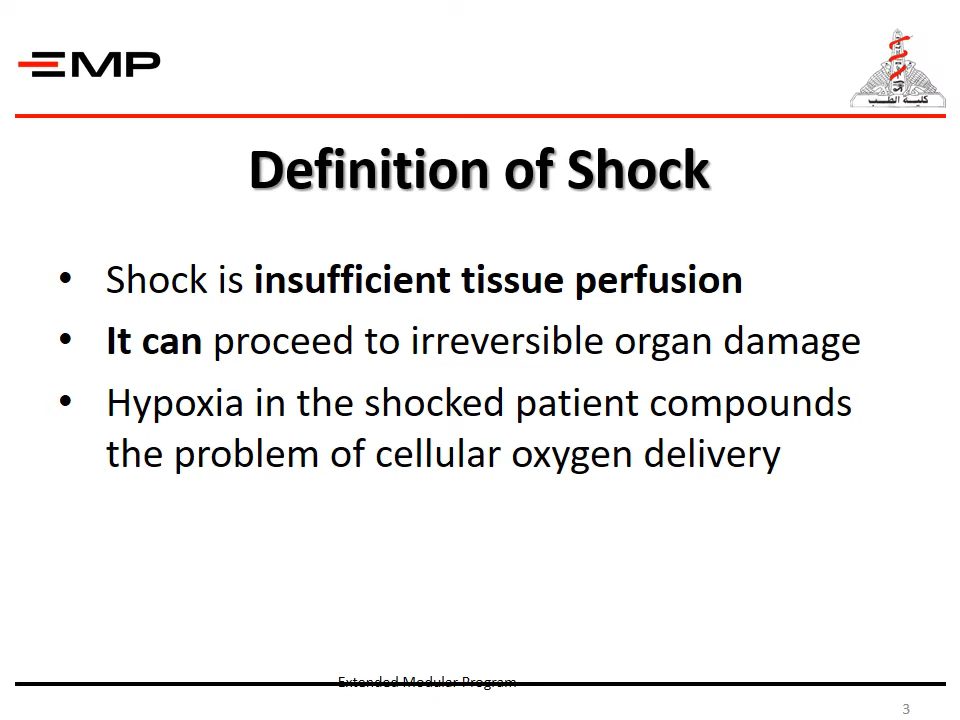 EMP
كلية الطب
Definition of Shock
• Shock is insufficient tissue perfusion
• It can proceed to irreversible organ damage
• Hypoxia in the shocked patient compounds
the problem of cellular oxygen delivery
Extended Modular Program
3